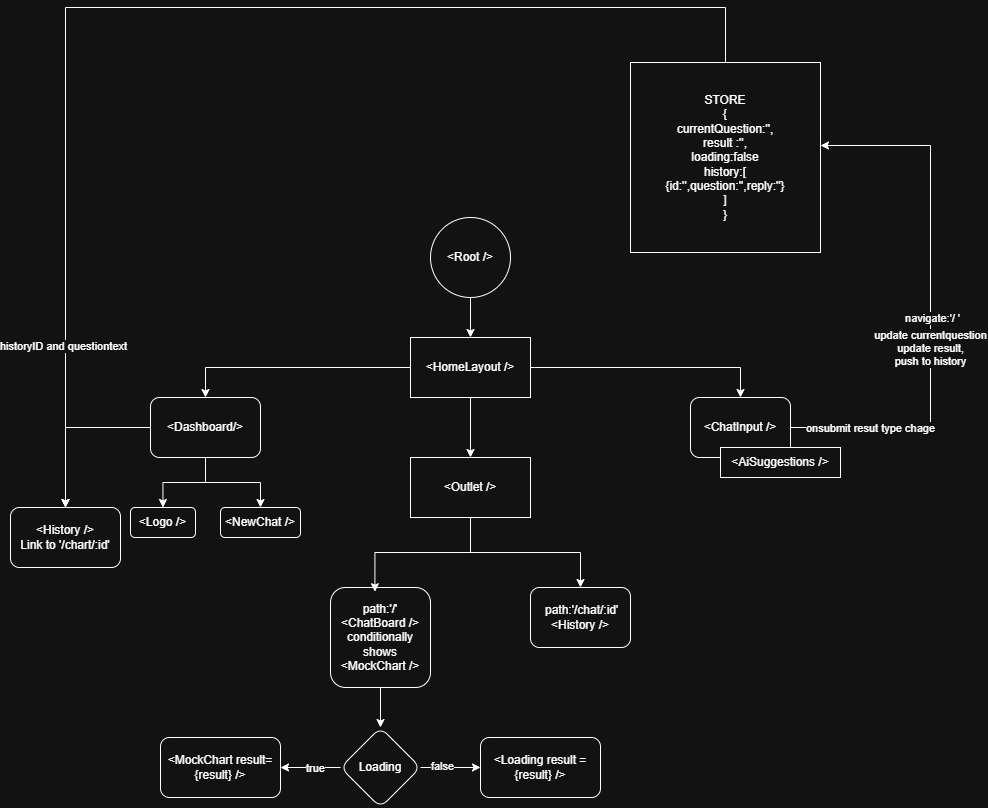 STORE
{
currentQuestion:'',
result :'',
loading:false
history:[
{id:'',question:'',reply:''}
]
}
<Root />
navigate:'/ '
update currentquestion
update result,
push to history
historyID and questiontext
<HomeLayout />
<Dashboard/>
<ChatInput />
onsubmit resut type chage
<AiSuggestions />
<Outlet />
<History />
Link to '/chart/:id'
<Logo />
<NewChat />
path:'/'
<ChatBoard />
conditionally
shows
<MockChart />
path:'/chat/:id'
<History />
<MockChart result=
{result} />
true
Loading
false
<Loading result =
{result} />